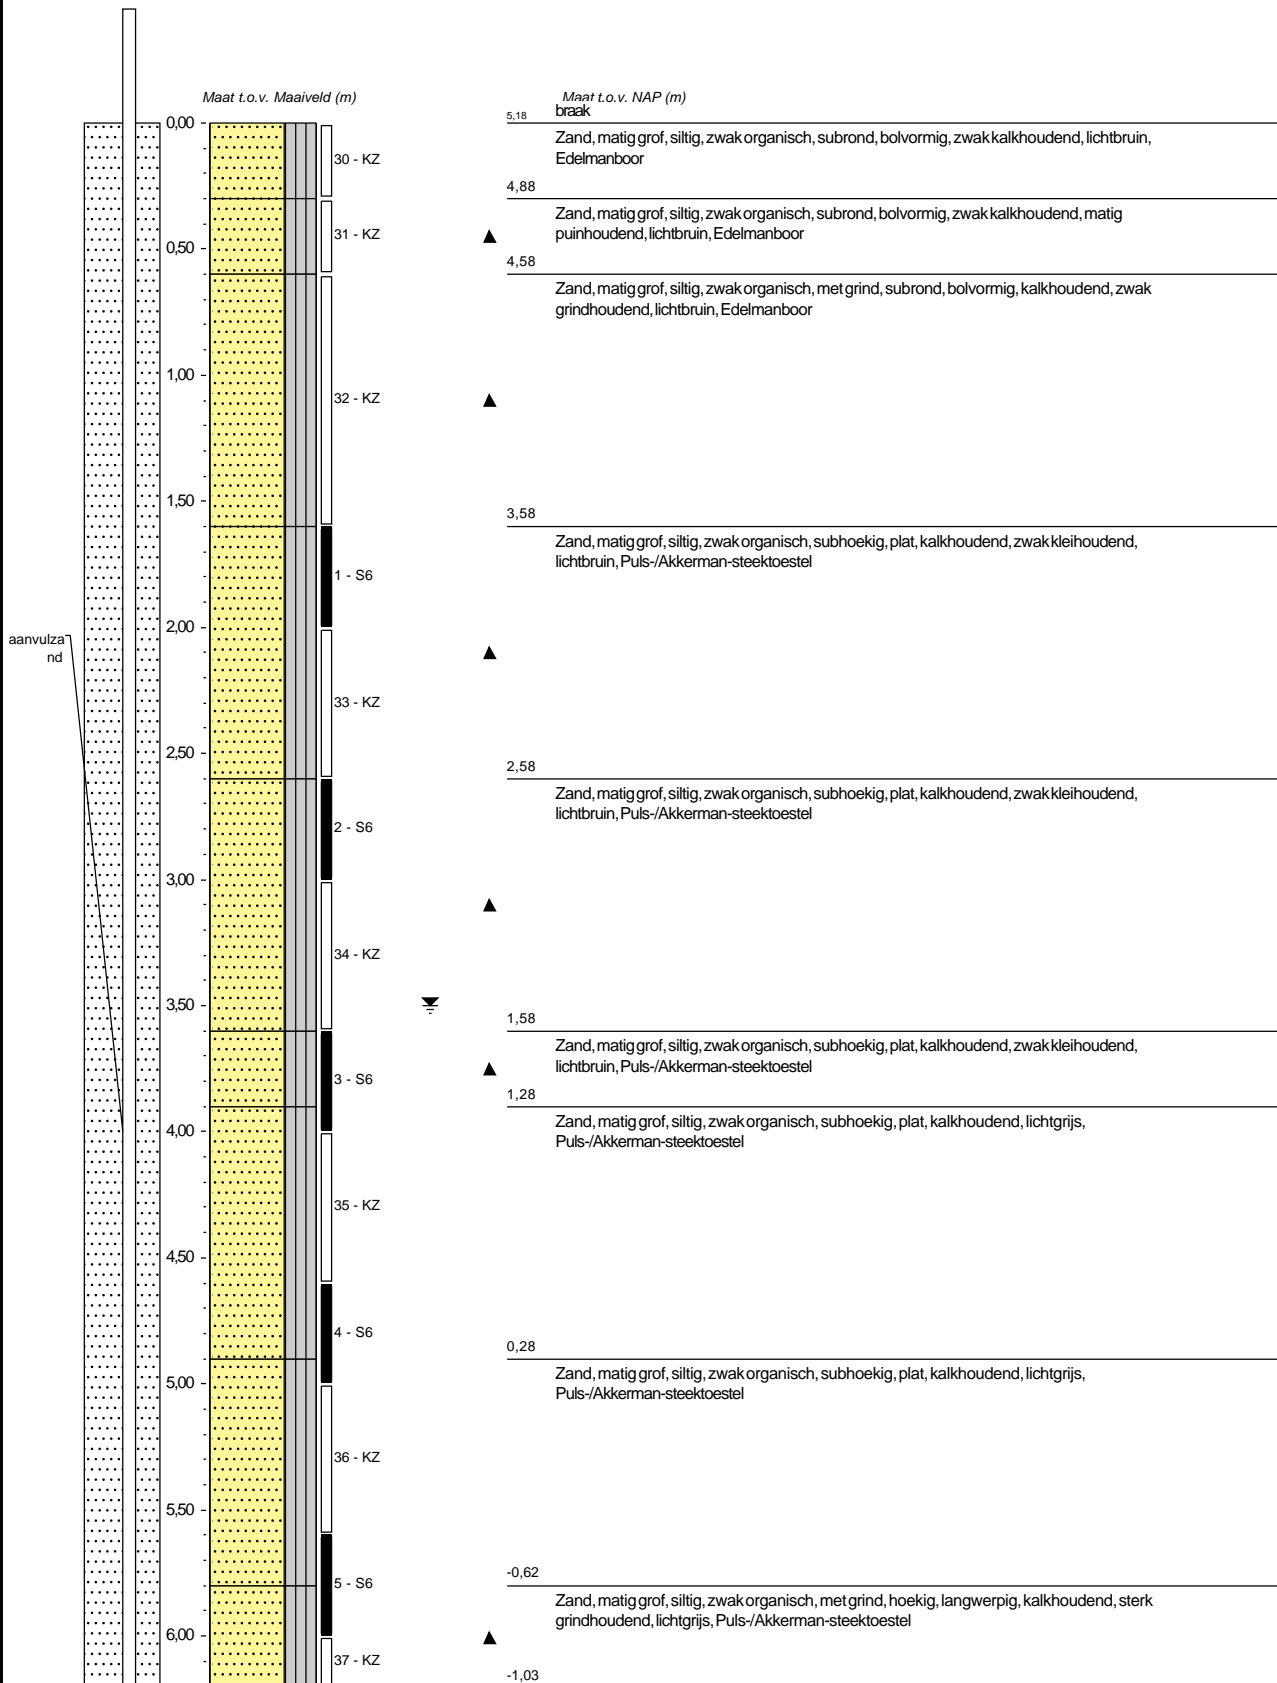 Maat t.o.v. Maaiveld (m)
Maat t.o.v. NAP (m)
braak
5,18
0,00
Zand, matig grof, siltig, zwak organisch, subrond, bolvormig, zwak kalkhoudend, lichtbruin,
Edelmanboor
30 - KZ
4,88
Zand, matig grof, siltig, zwak organisch, subrond, bolvormig, zwak kalkhoudend, matig
puinhoudend, lichtbruin, Edelmanboor
31 - KZ
0,50
4,58
Zand, matig grof, siltig, zwak organisch, met grind, subrond, bolvormig, kalkhoudend, zwak
grindhoudend, lichtbruin, Edelmanboor
1,00
32 - KZ
1,50
3,58
Zand, matig grof, siltig, zwak organisch, subhoekig, plat, kalkhoudend, zwak kleihoudend,
lichtbruin, Puls-/Akkerman-steektoestel
1 - S6
2,00
aanvulza
nd
33 - KZ
2,50
2,58
Zand, matig grof, siltig, zwak organisch, subhoekig, plat, kalkhoudend, zwak kleihoudend,
lichtbruin, Puls-/Akkerman-steektoestel
2 - S6
3,00
34 - KZ
3,50
1,58
Zand, matig grof, siltig, zwak organisch, subhoekig, plat, kalkhoudend, zwak kleihoudend,
lichtbruin, Puls-/Akkerman-steektoestel
3 - S6
1,28
Zand, matig grof, siltig, zwak organisch, subhoekig, plat, kalkhoudend, lichtgrijs,
Puls-/Akkerman-steektoestel
4,00
35 - KZ
4,50
4 - S6
0,28
Zand, matig grof, siltig, zwak organisch, subhoekig, plat, kalkhoudend, lichtgrijs,
Puls-/Akkerman-steektoestel
5,00
36 - KZ
5,50
-0,62
5 - S6
Zand, matig grof, siltig, zwak organisch, met grind, hoekig, langwerpig, kalkhoudend, sterk
grindhoudend, lichtgrijs, Puls-/Akkerman-steektoestel
6,00
37 - KZ
-1,03